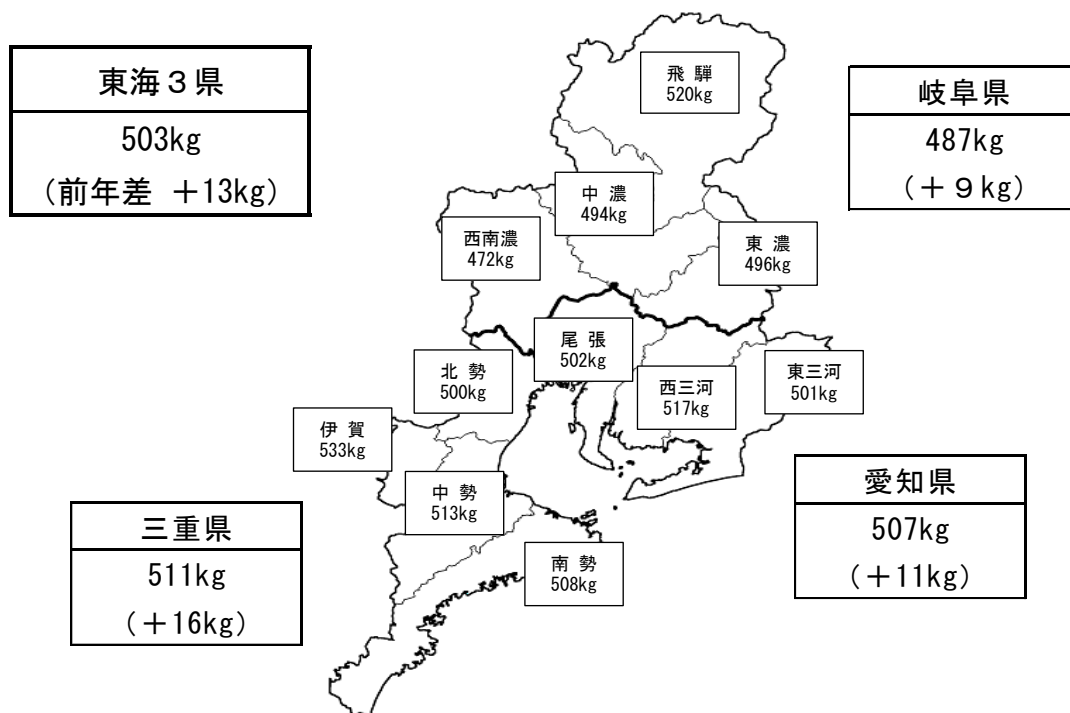 東海３県
503kg
（前年差 ＋13kg）
岐阜県
487kg
（＋９kg）
飛 騨
520kg
中 濃
494kg
西南濃
472kg
東 濃
496kg
尾 張
502kg
北 勢
500kg
西三河
517kg
東三河
501kg
伊 賀
533kg
中 勢
513kg
南 勢
508kg
三重県
511kg
（＋16kg）
愛知県
507kg
（＋11kg）